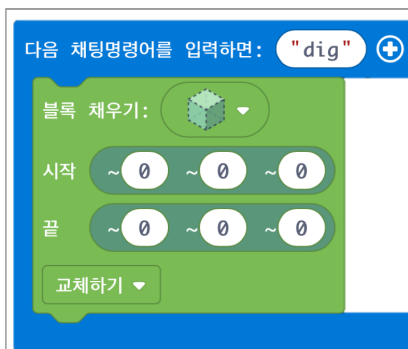 다음 채팅명령어를 입력하면: "dig"
블록 채우기:
시작 ~0 ~0 ~0
끝 ~0 ~0 ~0
교체하기